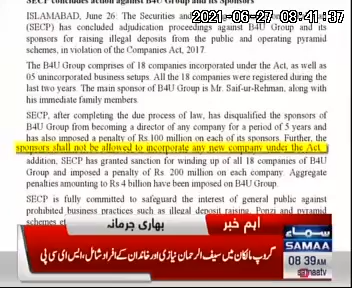 SECP concludes action against B4U Group and its Sponsors
2021-06-27 08:41:37
ISLAMABAD, June 26: The Securities and
(SECP) has concluded adjudication proceedings against B4U Group and its
sponsors for raising illegal deposits from the public and operating pyramid
schemes, in violation of the Companies Act, 2017.
The B4U Group comprises of 18 companies incorporated under the Act, as well as
05 unincorporated business setups. All the 18 companies were registered during the
last two years. The main sponsor of B4U Group is Mr. Saif-ur-Rehman, along with
his immediate family members.
SECP, after completing the due process of law, has disqualified the sponsors
of B4U Group from becoming a director of any company for a period of 5 years and
has also imposed a penalty of Rs 100 million on each of its sponsors. Further, the
sponsors shall not be allowed to incorporate any new company under the Act.
addition, SECP has granted sanction for winding up of all 18 companies of B4U
Group and imposed a penalty of Rs 200 million on each company. Aggregate
penalties amounting to Rs 4 billion have been imposed on B4U Group.
SECP is fully committed to safeguard the interest of general public against
prohibited business practices such as illegal deposit raising, Ponzi and pyramid
schemes
اہم خبر
بھاری جرمانہ
گروپ مالکان میں سیف الرحمان نیازی اور خاندان کے افراد شامل، ایس ای سی پی
سماء
SAMAA
08:39AM
samaatv